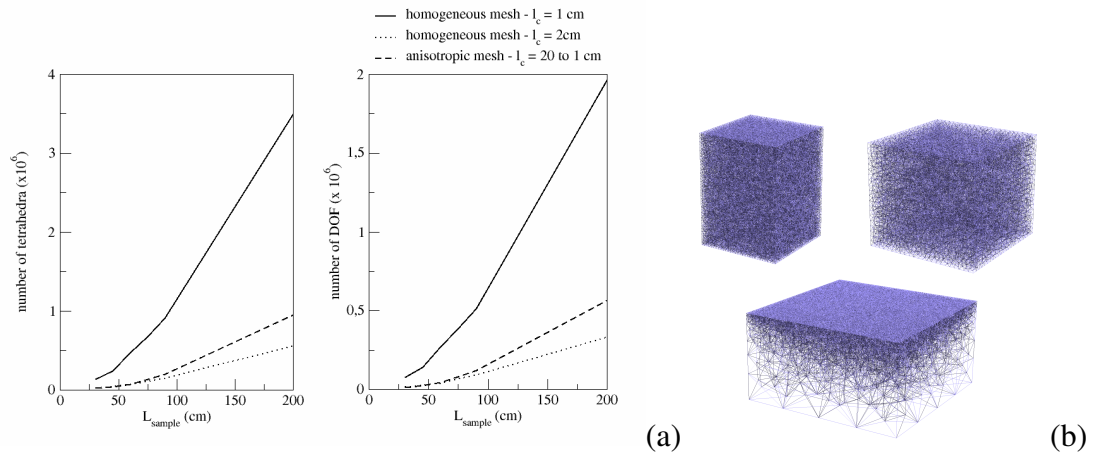 homogeneous mesh - l_c = 1 cm
homogeneous mesh - l_c = 2cm
anisotropic mesh - l_c = 20 to 1 cm
number of tetrahedra (x10^6)
4
3
2
1
0
0
50
100
150
200
L_sample (cm)
number of DOF (x 10^6)
2
1,5
1
0,5
0
0
50
100
150
200
L_sample (cm)
(a)
(b)